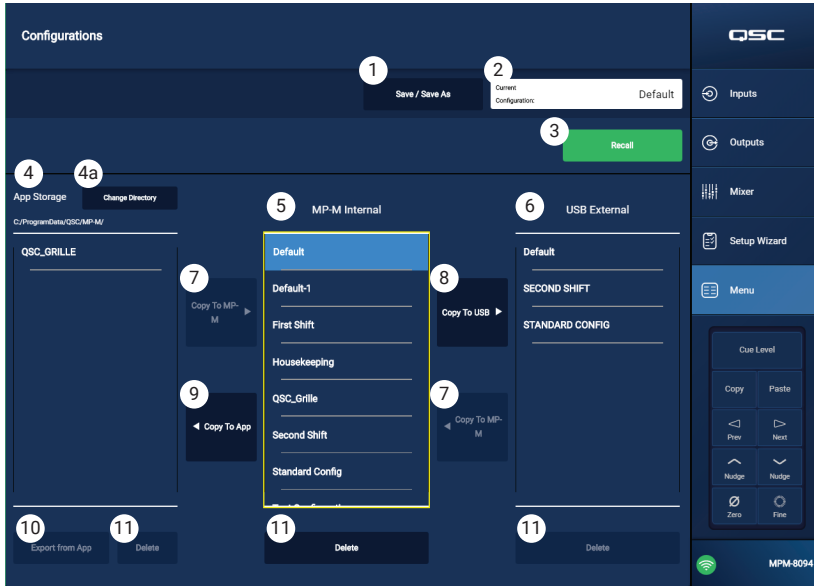 Configurations
QSC
1
2
Save / Save As
Current
Configuration:
Default
Inputs
3
Recall
Outputs
4
4a
App Storage
Change Directory
C:/ProgramData/QSC/MP-M/
5
MP-M Internal
6
USB External
Mixer
Setup Wizard
Menu
QSC_GRILLE
Default
Default-1
First Shift
Housekeeping
QSC_Grille
Second Shift
Standard Config
Default
SECOND SHIFT
STANDARD CONFIG
7
Copy To MP-
M
8
Copy To USB
9
Copy To App
7
Copy To MP-
M
Cue Level
Copy
Paste
Prev
Next
Nudge
Nudge
Zero
Fine
10
Export from App
11
Delete
11
Delete
11
Delete
MPM-8094